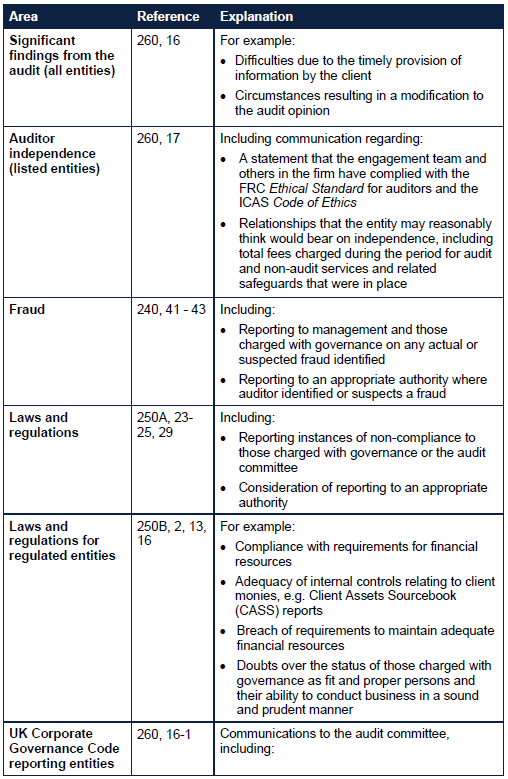 Area Reference Explanation
Significant findings from the audit (all entities) 260, 16 For example:
• Difficulties due to the timely provision of
information by the client
• Circumstances resulting in a modification to
the audit opinion
Auditor independence (listed entities) 260, 17 Including communication regarding:
• A statement that the engagement team and
others in the firm have complied with the
FRC Ethical Standard for auditors and the
ICAS Code of Ethics
• Relationships that the entity may reasonably
think would bear on independence, including
total fees charged during the period for audit
and non-audit services and related
safeguards that were in place
Fraud 240, 41 - 43 Including:
• Reporting to management and those
charged with governance on any actual or
suspected fraud identified
• Reporting to an appropriate authority where
auditor identified or suspects a fraud
Laws and regulations 250A, 23-25, 29 Including:
• Reporting instances of non-compliance to
those charged with governance or the audit
committee
• Consideration of reporting to an appropriate
authority
Laws and regulations for regulated entities 250B, 2, 13, 16 For example:
• Compliance with requirements for financial
resources
• Adequacy of internal controls relating to client
monies, e.g. Client Assets Sourcebook
(CASS) reports
• Breach of requirements to maintain adequate
financial resources
• Doubts over the status of those charged with
governance as fit and proper persons and
their ability to conduct business in a sound
and prudent manner
UK Corporate Governance Code reporting entities 260, 16-1 Communications to the audit committee,
including: